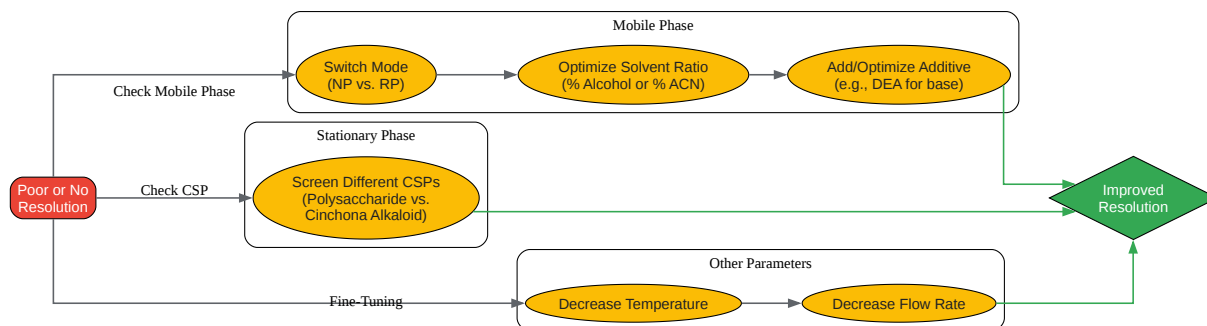 Mobile Phase
Switch Mode
(NP vs. RP)
Optimize Solvent Ratio
(% Alcohol or % ACN)
Add/Optimize Additive
(e.g., DEA for base)
Check Mobile Phase
Stationary Phase
Poor or No
Resolution
Check CSP
Screen Different CSPs
(Polysaccharide vs.
Cinchona Alkaloid)
Improved
Resolution
Other Parameters
Fine-Tuning
Decrease Temperature
Decrease Flow Rate